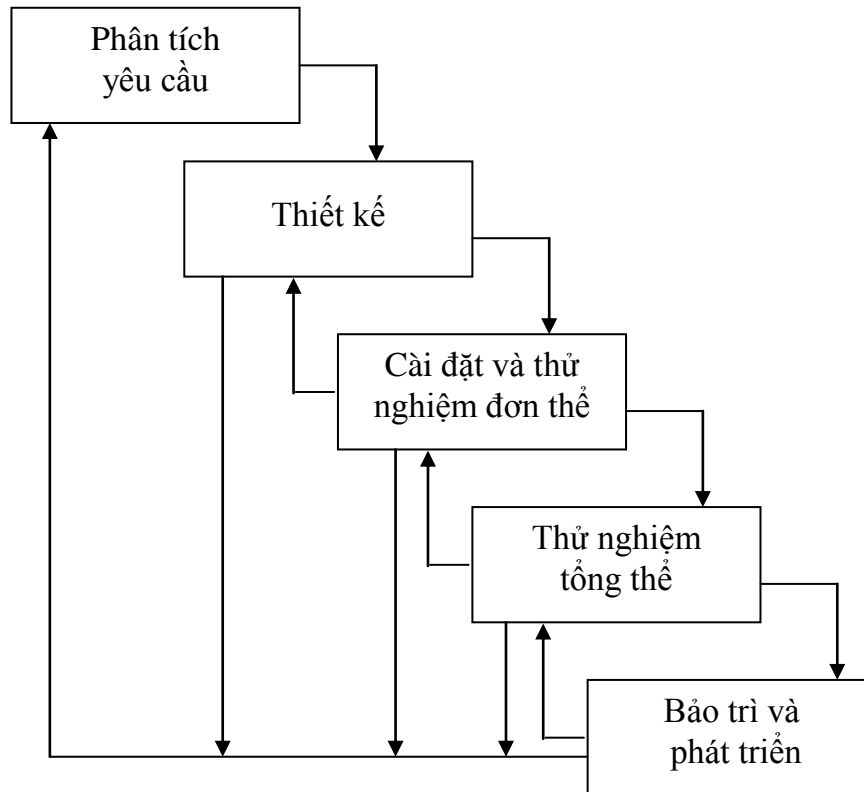 Phân tích
yêu cầu
Thiết kế
Cài đặt và thử
nghiệm đơn thể
Thử nghiệm
tổng thể
Bảo trì và
phát triển